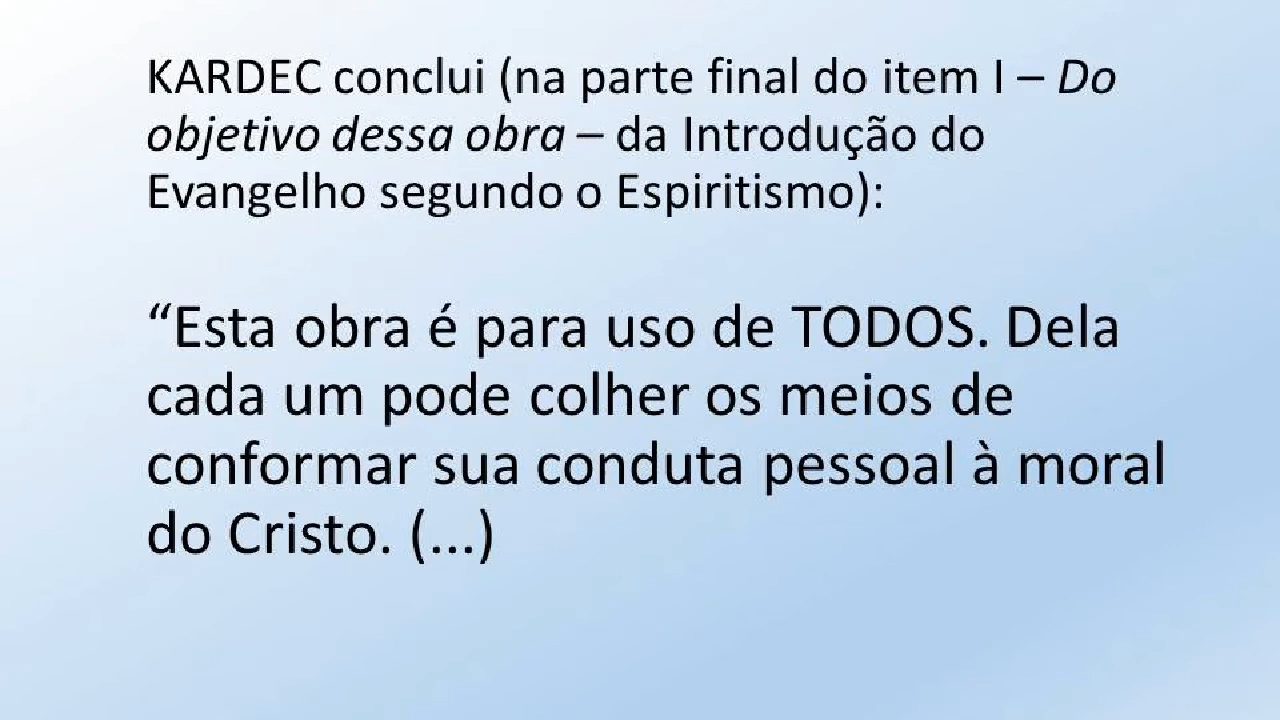 KARDEC conclui (na parte final do item I – Do
objetivo dessa obra – da Introdução do
Evangelho segundo o Espiritismo):
“Esta obra é para uso de TODOS. Dela
cada um pode colher os meios de
conformar sua conduta pessoal à moral
do Cristo. (...)